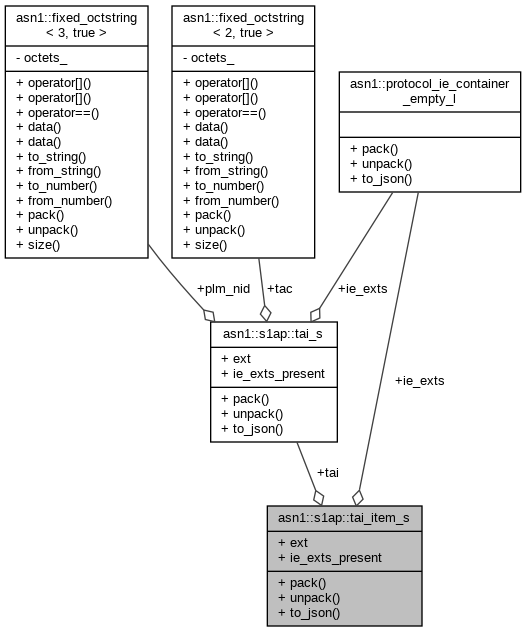 asn1::fixed_octstring
< 3, true >
- octets_
+ operator[]()
+ operator[]()
+ operator==()
+ data()
+ data()
+ to_string()
+ from_string()
+ to_number()
+ from_number()
+ pack()
+ unpack()
+ size()
asn1::fixed_octstring
< 2, true >
- octets_
+ operator[]()
+ operator[]()
+ operator==()
+ data()
+ data()
+ to_string()
+ from_string()
+ to_number()
+ from_number()
+ pack()
+ unpack()
+ size()
asn1::protocol_ie_container
_empty_l
+ pack()
+ unpack()
+ to_json()
+plm_nid
+tac
+ie_exts
asn1::s1ap::tai_s
+ ext
+ ie_exts_present
+ pack()
+ unpack()
+ to_json()
+ie_exts
+tai
asn1::s1ap::tai_item_s
+ ext
+ ie_exts_present
+ pack()
+ unpack()
+ to_json()